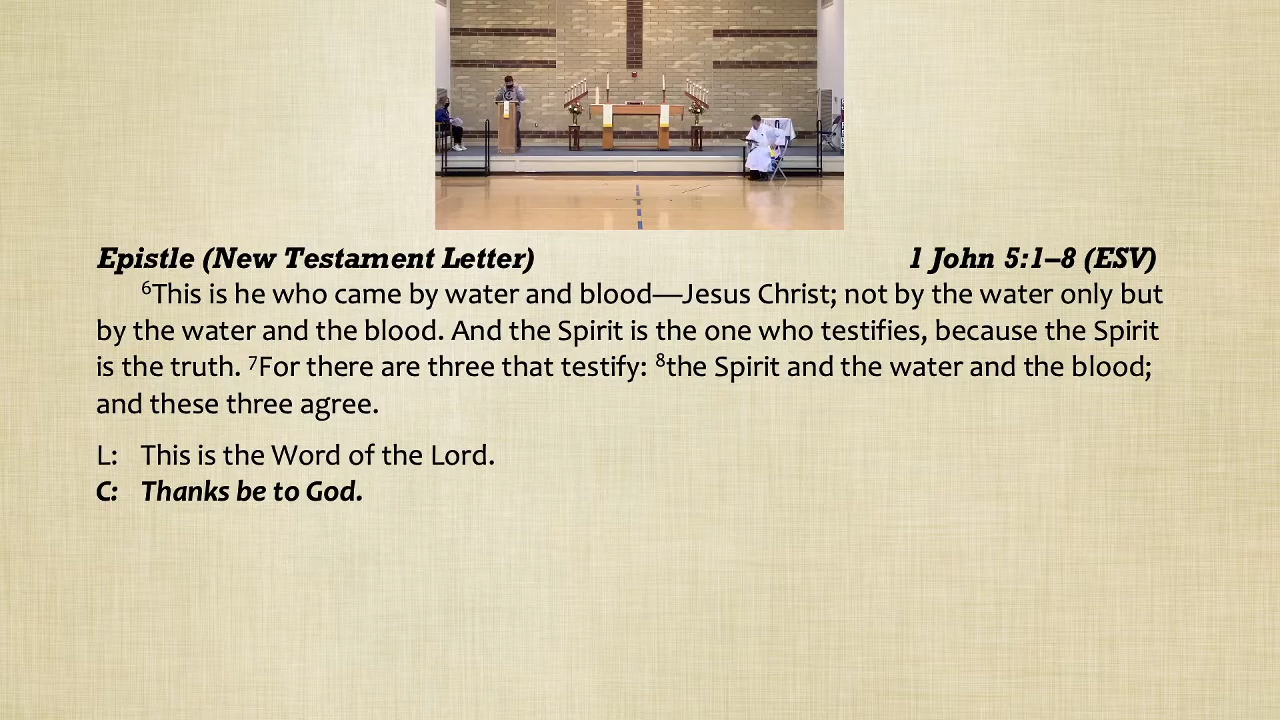 Epistle (New Testament Letter) 1 John 5:1–8 (ESV)
⁶This is he who came by water and blood—Jesus Christ; not by the water only but
by the water and the blood. And the Spirit is the one who testifies, because the Spirit
is the truth. ⁷For there are three that testify: ⁸the Spirit and the water and the blood;
and these three agree.
L: This is the Word of the Lord.
C: Thanks be to God.